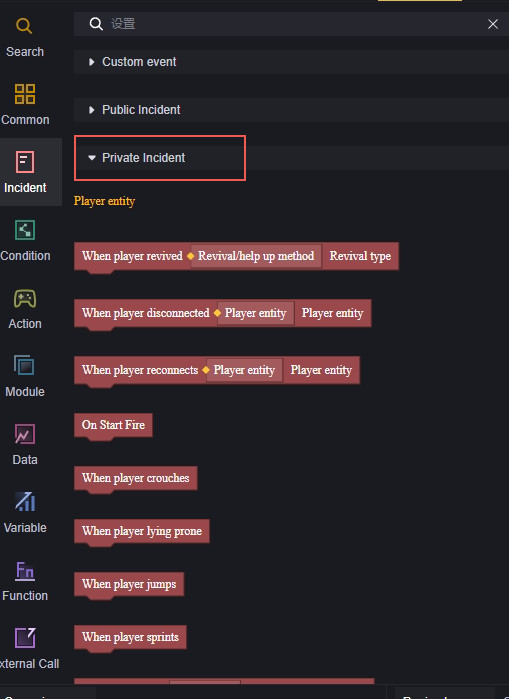 设置
Search
Custom event
Common
Public Incident
Private Incident
Incident
Player entity
Condition
When player revived Revival/help up method Revival type
Action
When player disconnected Player entity Player entity
Module
When player reconnects Player entity Player entity
Data
On Start Fire
Variable
When player crouches
Function
When player lying prone
When player jumps
When player sprints
xternal Call